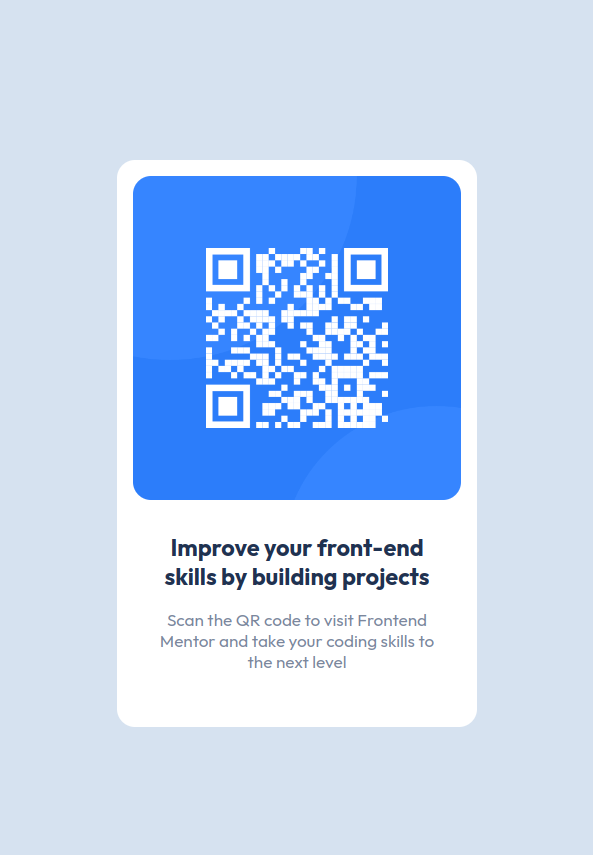 Improve your front-end
skills by building projects
Scan the QR code to visit Frontend
Mentor and take your coding skills to
the next level